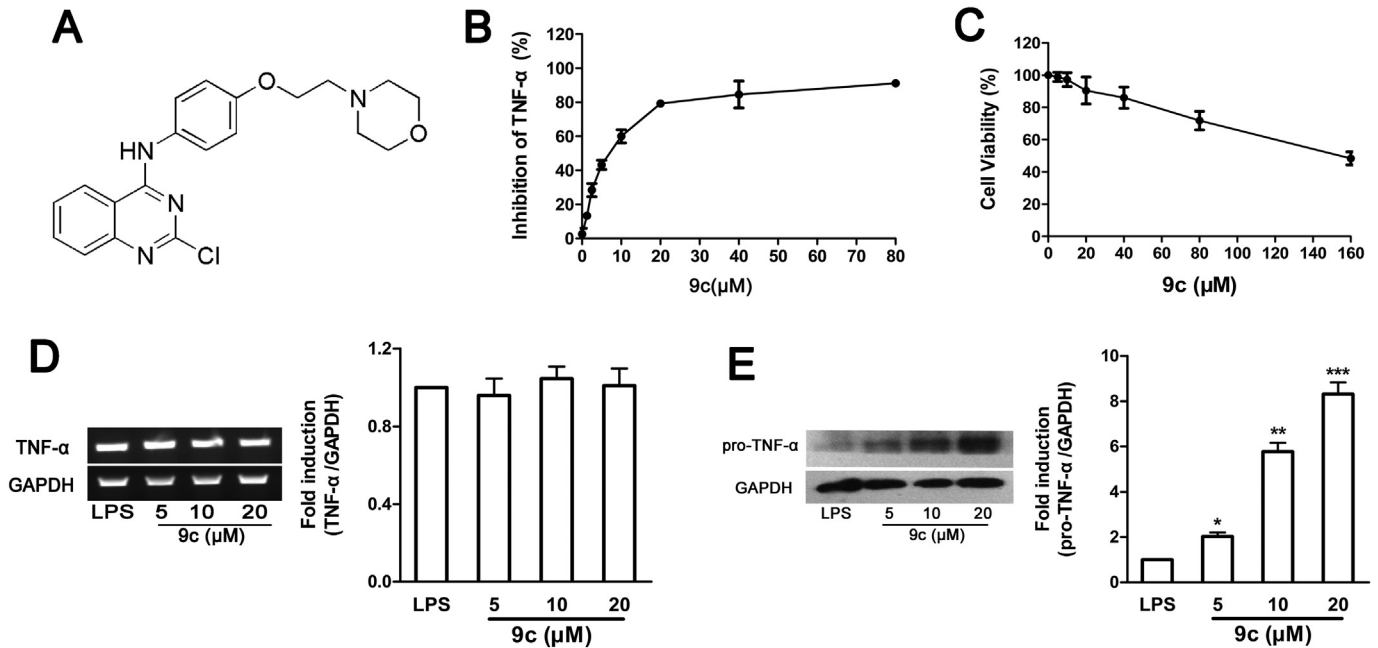 A
O
N
O
HN
N
N
Cl
B
Inhibition of TNF-α (%)
120
100
80
60
40
20
0
0 10 20 30 40 50 60 70 80
9c(μM)
C
Cell Viability (%)
120
100
80
60
40
20
0
0 20 40 60 80 100 120 140 160
9c (μM)
D
TNF-α
GAPDH
LPS 5 10 20
9c (μM)
Fold induction
(TNF-α /GAPDH)
1.2
0.8
0.4
0.0
LPS 5 10 20
9c (μM)
E
pro-TNF-α
GAPDH
LPS 5 10 20
9c (μM)
Fold induction
(pro-TNF-α /GAPDH)
10
8
6
4
2
0
*
**
***
LPS 5 10 20
9c (μM)